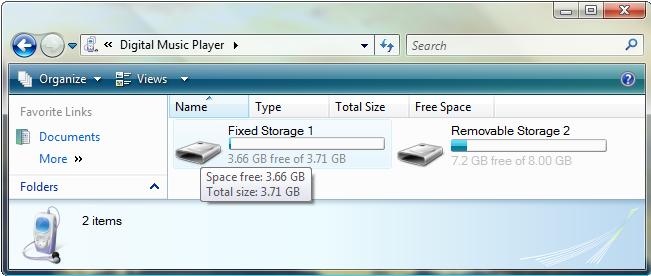 « Digital Music Player
Search
Organize Views
Favorite Links
Documents
More »
Folders
Name Type Total Size Free Space
Fixed Storage 1
3.66 GB free of 3.71 GB
Removable Storage 2
7.2 GB free of 8.00 GB
Space free: 3.66 GB
Total size: 3.71 GB
2 items